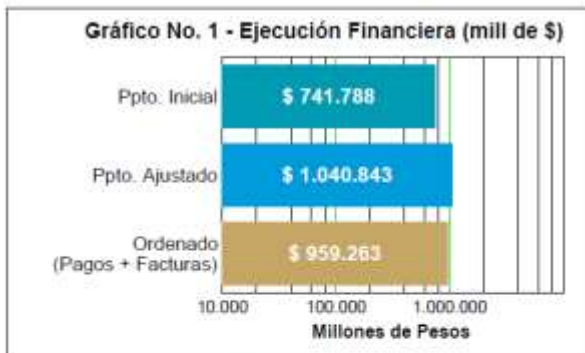 Gráfico No. 1 - Ejecución Financiera (mill de $)
Ppto. Inicial
$ 741.788
Ppto. Ajustado
$ 1.040.843
Ordenado
(Pagos + Facturas)
$ 959.263
10.000 100.000 1.000.000
Millones de Pesos